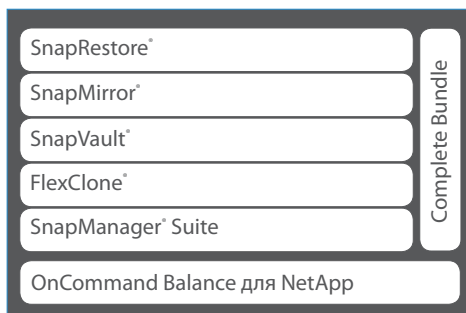 SnapRestore®
SnapMirror®
SnapVault®
FlexClone®
SnapManager® Suite
Complete Bundle
OnCommand Balance для NetApp